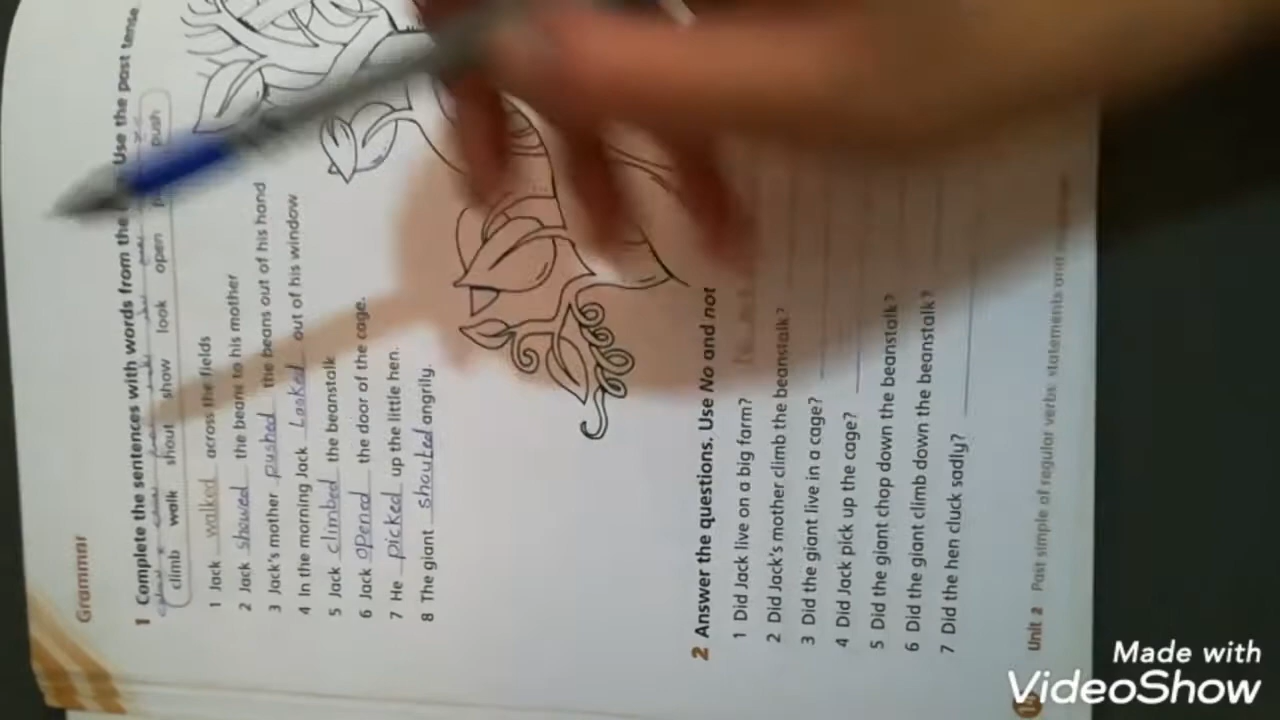 Grammar
1 Complete the sentences with words from the Use the past tense.
climb walk shout show look open push
1 Jack walked across the fields
2 Jack showed the beans to his mother
3 Jack's mother pushed the beans out of his hand
4 In the morning Jack Looked out of his window
5 Jack climbed the beanstalk
6 Jack opend the door of the cage.
7 He picked up the little hen.
8 The giant shouted angrily.
2 Answer the questions. Use No and not
1 Did Jack live on a big farm?
2 Did Jack's mother climb the beanstalk?
3 Did the giant live in a cage?
4 Did Jack pick up the cage?
5 Did the giant chop down the beanstalk?
6 Did the giant climb down the beanstalk?
7 Did the hen cluck sadly?
Unit 2 Past simple of regular verbs: statements and
Made with
VideoShow